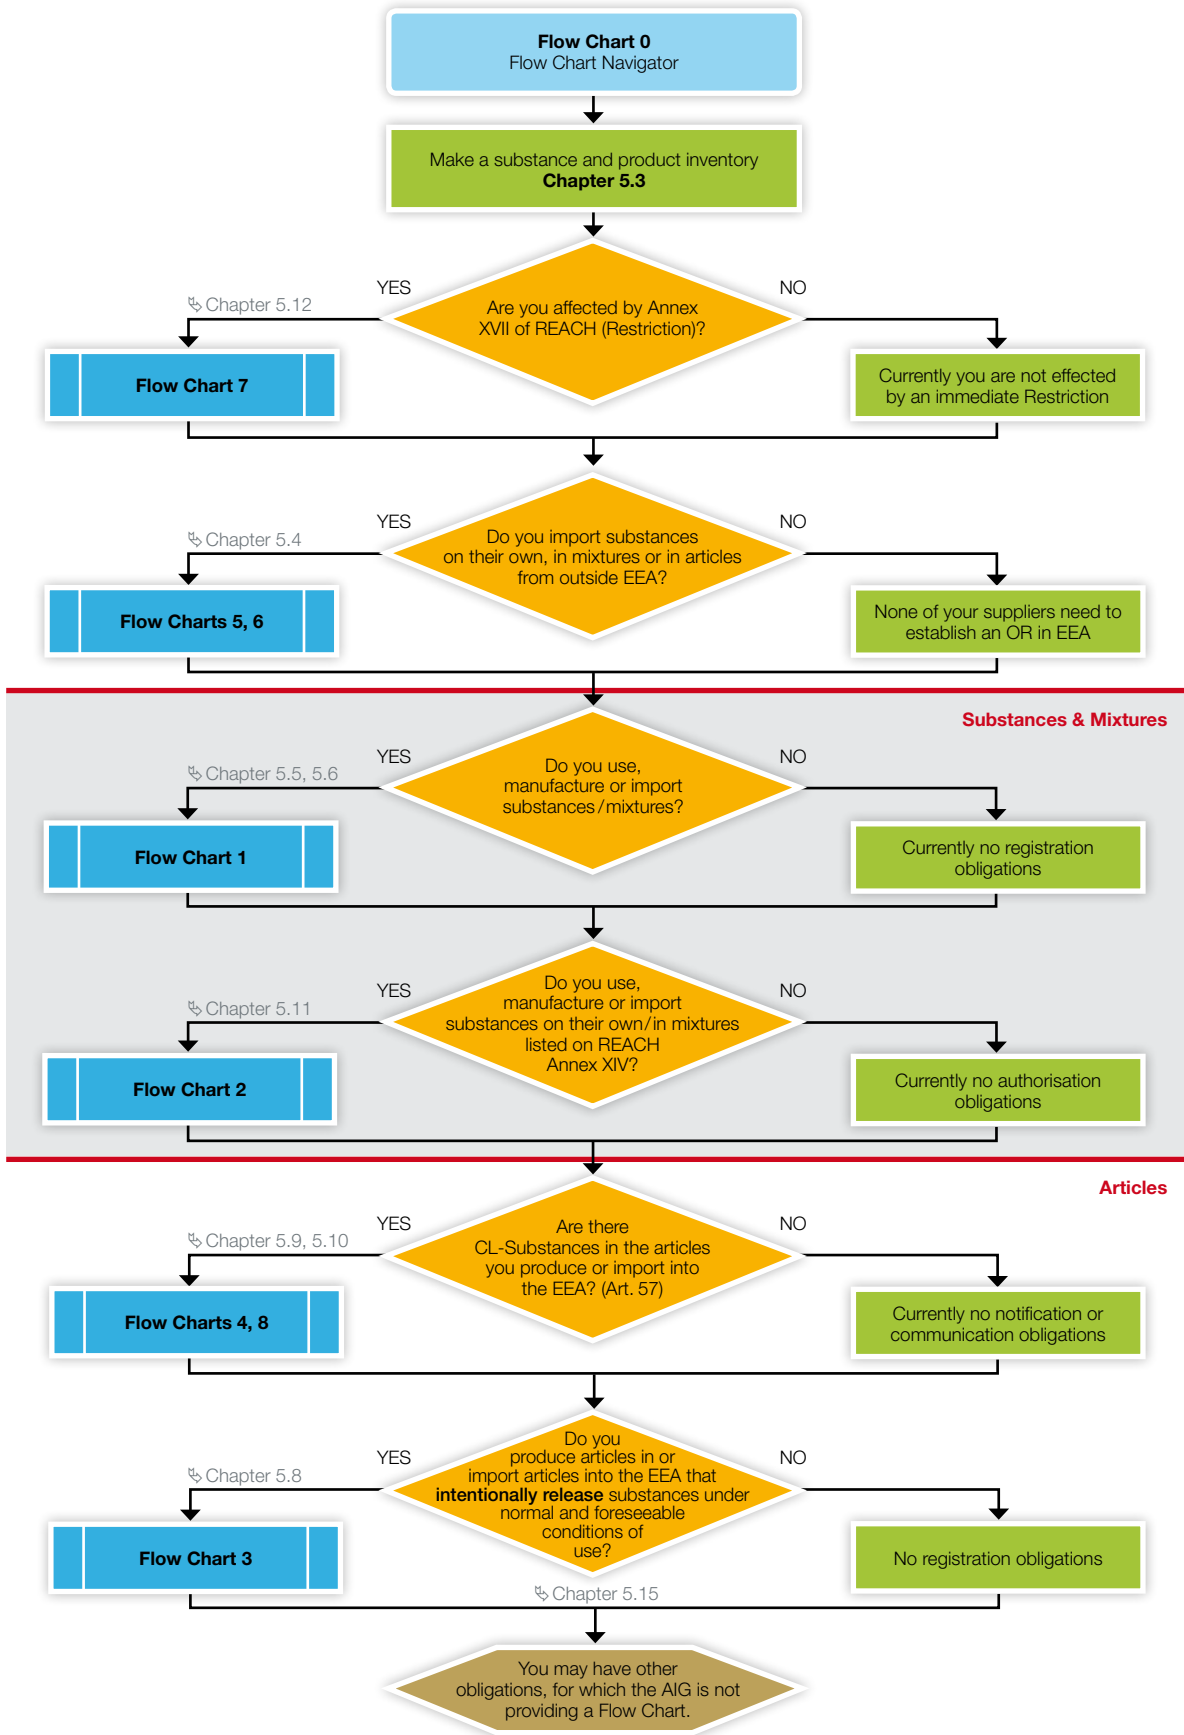 Flow Chart 0
Flow Chart Navigator
Make a substance and product inventory
Chapter 5.3
YES
NO
Chapter 5.12
Are you affected by Annex
XVII of REACH (Restriction)?
Flow Chart 7
Currently you are not effected
by an immediate Restriction
YES
NO
Chapter 5.4
Do you import substances
on their own, in mixtures or in articles
from outside EEA?
Flow Charts 5, 6
None of your suppliers need to
establish an OR in EEA
Substances & Mixtures
YES
NO
Chapter 5.5, 5.6
Do you use,
manufacture or import
substances/mixtures?
Flow Chart 1
Currently no registration
obligations
YES
NO
Chapter 5.11
Do you use,
manufacture or import
substances on their own/in mixtures
listed on REACH
Annex XIV?
Flow Chart 2
Currently no authorisation
obligations
Articles
YES
NO
Chapter 5.9, 5.10
Are there
CL-Substances in the articles
you produce or import into
the EEA? (Art. 57)
Flow Charts 4, 8
Currently no notification or
communication obligations
YES
NO
Chapter 5.8
Do you
produce articles in or
import articles into the EEA that
intentionally release substances under
normal and foreseeable
conditions of
use?
Flow Chart 3
No registration obligations
Chapter 5.15
You may have other
obligations, for which the AIG is not
providing a Flow Chart.